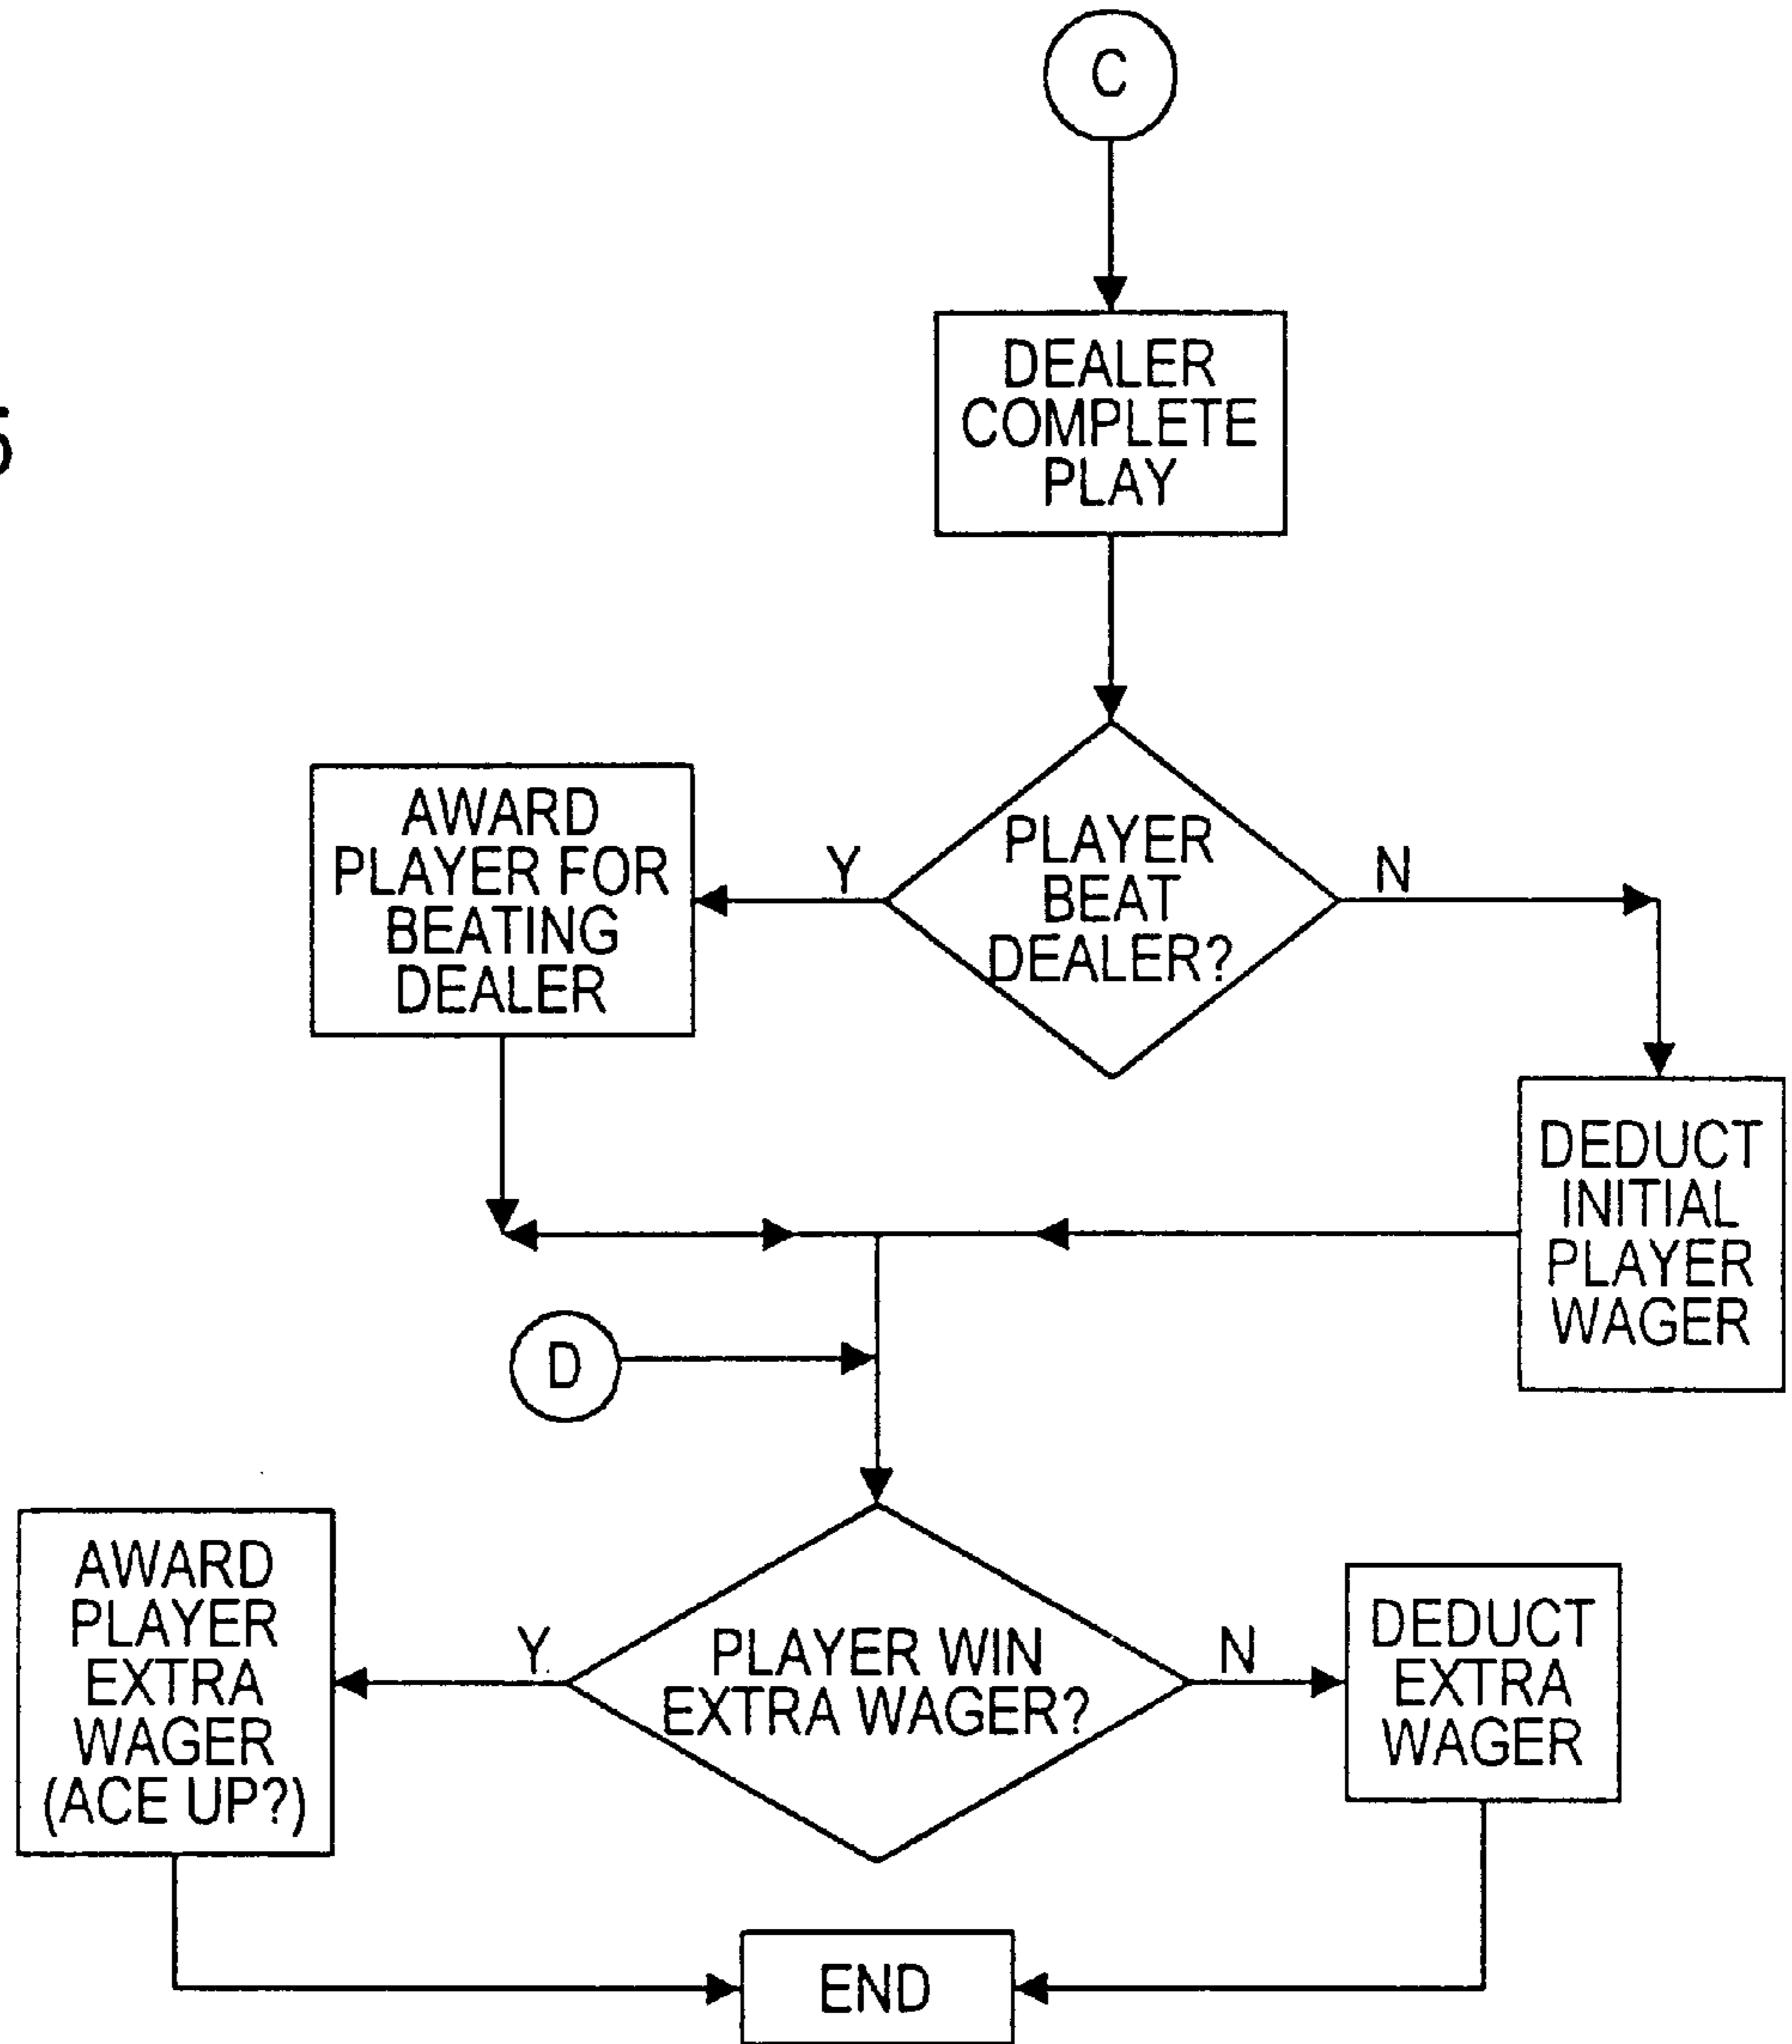 C
DEALER
COMPLETE
PLAY
5
AWARD
PLAYER FOR
BEATING
DEALER
Y
PLAYER
BEAT
DEALER?
N
DEDUCT
INITIAL
PLAYER
WAGER
D
AWARD
PLAYER
EXTRA
WAGER
(ACE UP?)
Y
PLAYER WIN
EXTRA WAGER?
N
DEDUCT
EXTRA
WAGER
END